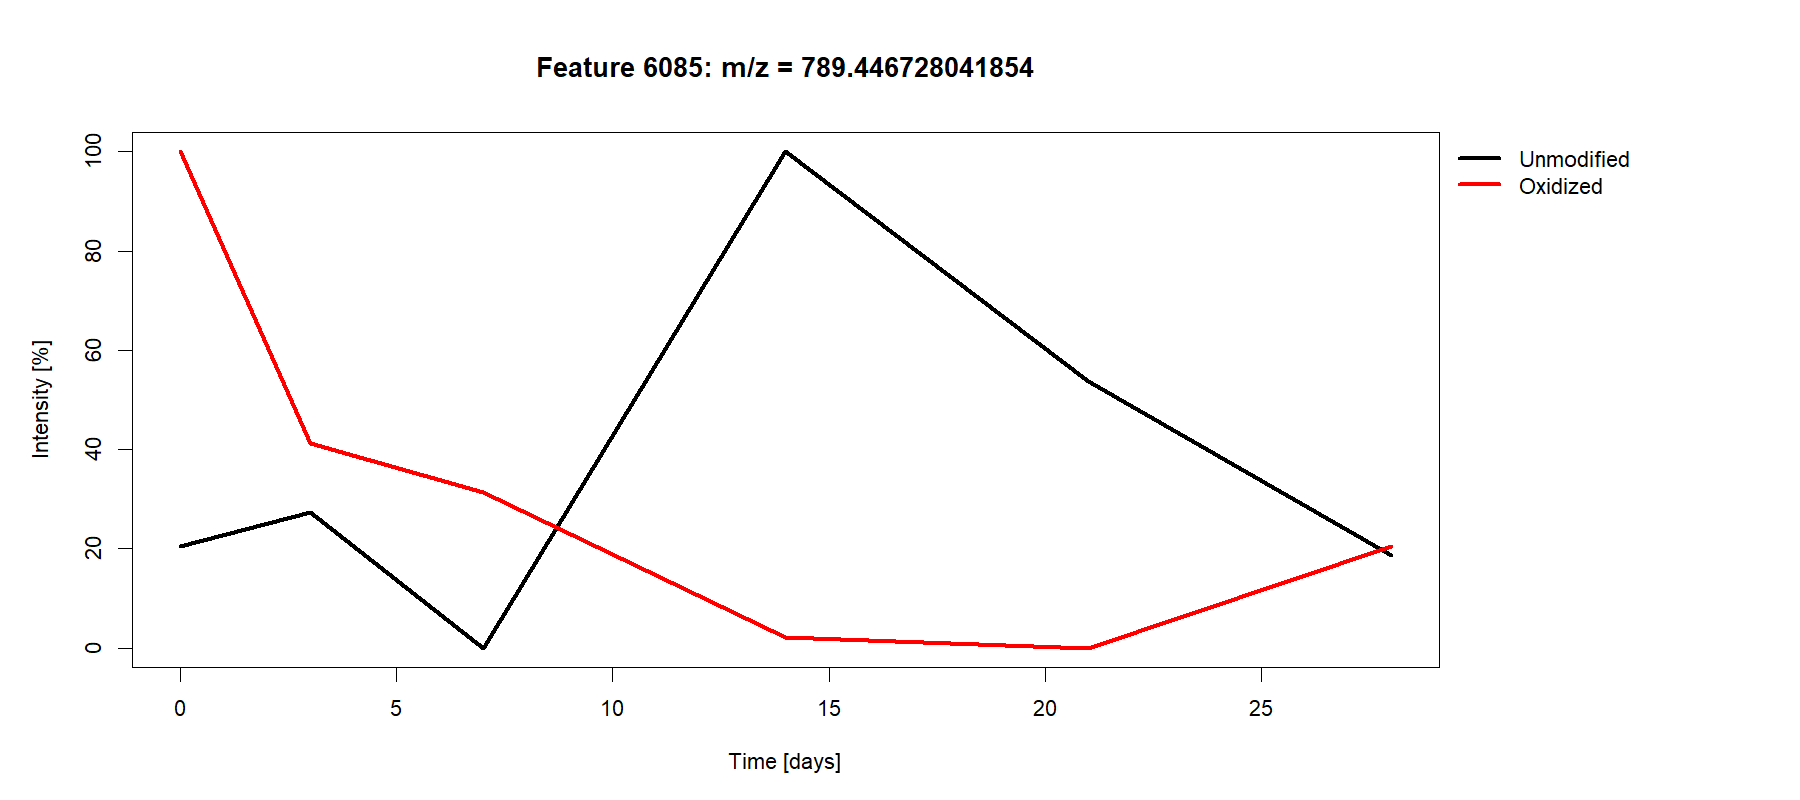 Feature 6085: m/z = 789.446728041854
Unmodified
Oxidized
Intensity [%]
100
80
60
40
20
0
0 5 10 15 20 25
Time [days]